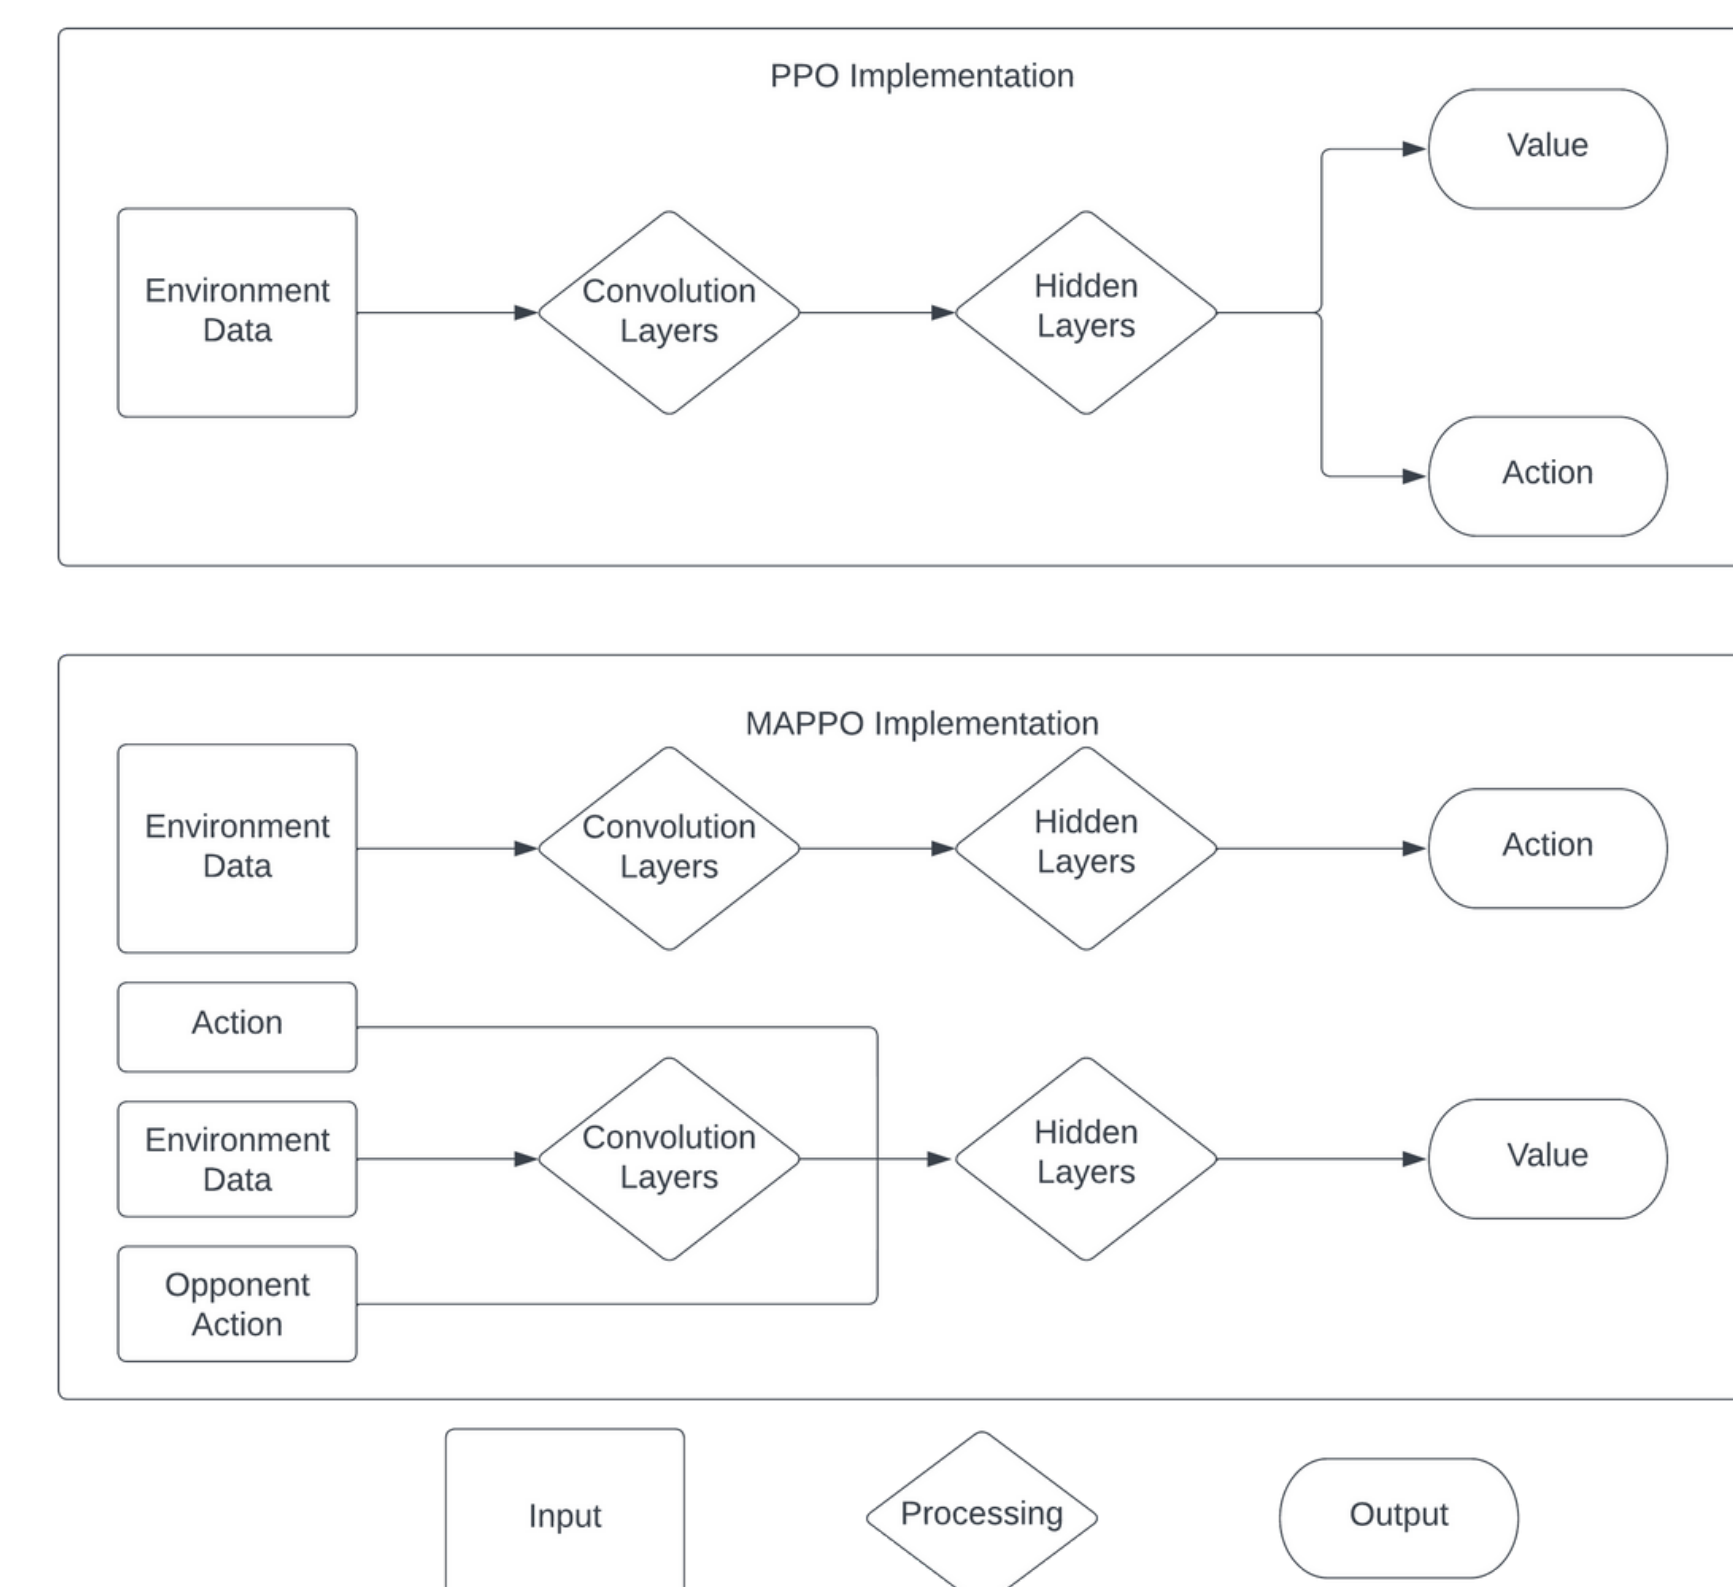 PPO Implementation
Value
Environment
Data
Convolution
Layers
Hidden
Layers
Action
MAPPO Implementation
Environment
Data
Convolution
Layers
Hidden
Layers
Action
Action
Environment
Data
Convolution
Layers
Hidden
Layers
Value
Opponent
Action
Input
Processing
Output